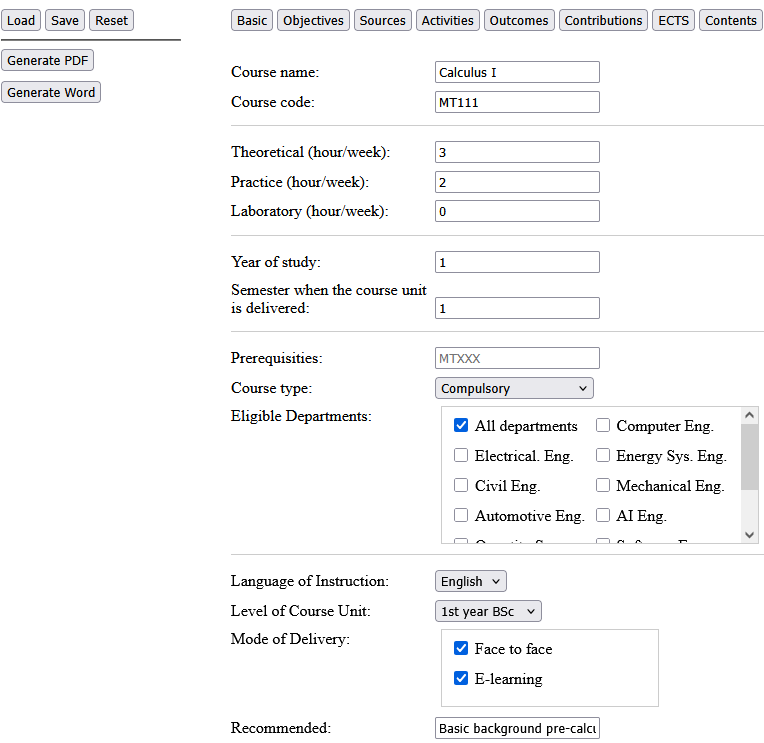 Load Save Reset Basic Objectives Sources Activities Outcomes Contributions ECTS Contents
Generate PDF
Generate Word
Course name: Calculus I
Course code: MT111
Theoretical (hour/week): 3
Practice (hour/week): 2
Laboratory (hour/week): 0
Year of study: 1
Semester when the course unit
is delivered: 1
Prerequisities: MTXXX
Course type: Compulsory
Eligible Departments:
All departments Computer Eng.
Electrical. Eng. Energy Sys. Eng.
Civil Eng. Mechanical Eng.
Automotive Eng. AI Eng.
Language of Instruction: English
Level of Course Unit: 1st year BSc
Mode of Delivery:
Face to face
E-learning
Recommended: Basic background pre-calcu